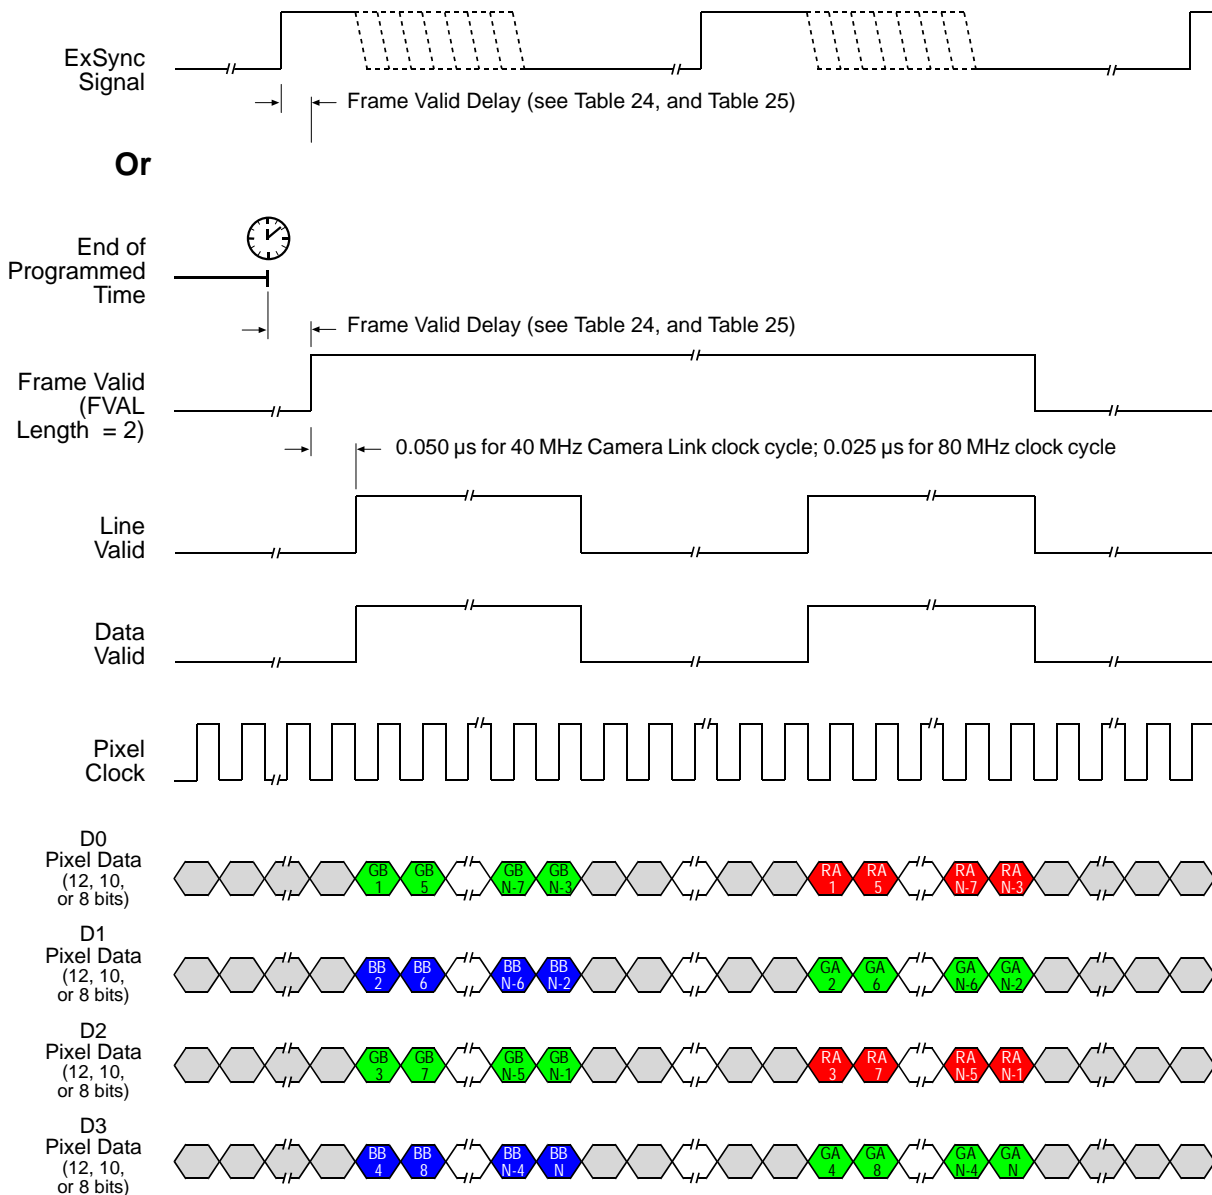 ExSync
Signal
Frame Valid Delay (see Table 24, and Table 25)
Or
End of
Programmed
Time
Frame Valid Delay (see Table 24, and Table 25)
Frame Valid
(FVAL
Length = 2)
0.050 µs for 40 MHz Camera Link clock cycle; 0.025 µs for 80 MHz clock cycle
Line
Valid
Data
Valid
Pixel
Clock
D0
Pixel Data
(12, 10,
or 8 bits)
GB GB GB GB RA RA RA RA
1 5 N-7 N-3 1 5 N-7 N-3
D1
Pixel Data
(12, 10,
or 8 bits)
BB BB BB BB GA GA GA GA
2 6 N-6 N-2 2 6 N-6 N-2
D2
Pixel Data
(12, 10,
or 8 bits)
GB GB GB GB RA RA RA RA
3 7 N-5 N-1 3 7 N-5 N-1
D3
Pixel Data
(12, 10,
or 8 bits)
BB BB BB BB GA GA GA GA
4 8 N-4 N 4 8 N-4 N